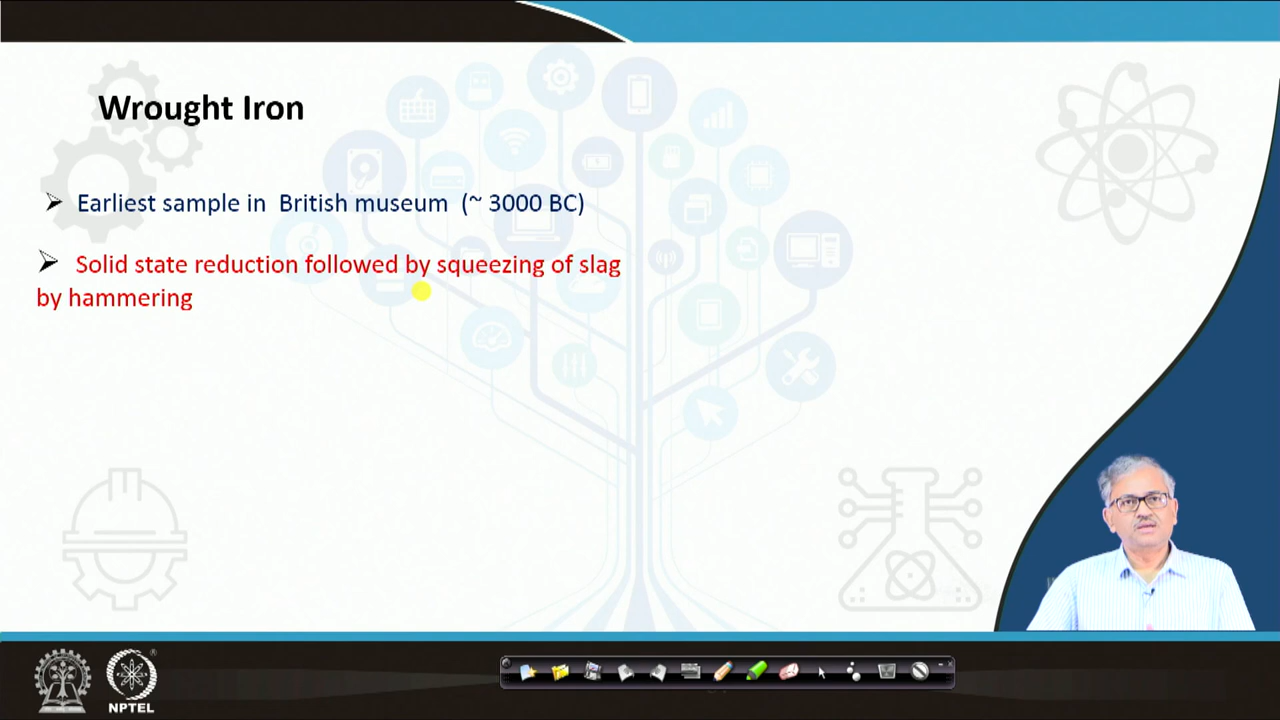 Wrought Iron
Earliest sample in British museum (~ 3000 BC)
Solid state reduction followed by squeezing of slag
by hammering
NPTEL